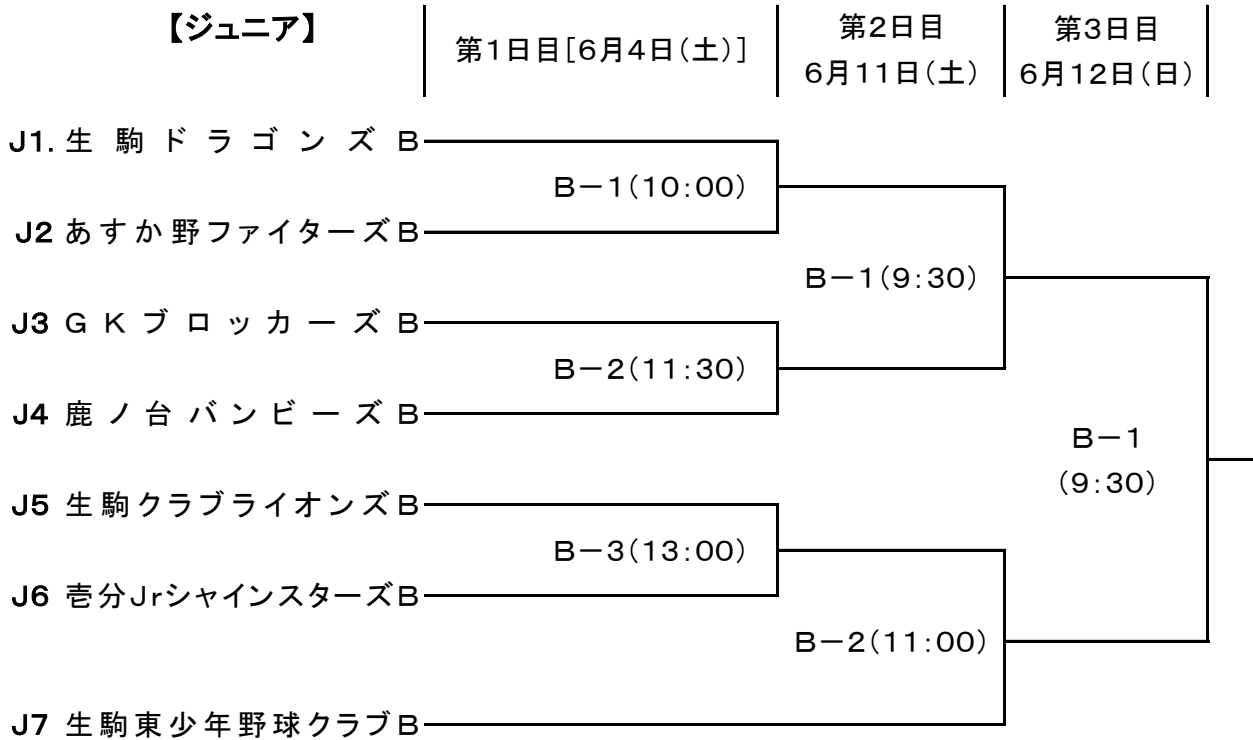 【ジュニア】
第1日目[6月4日(土)]
第2日目
6月11日(土)
第3日目
6月12日(日)
J1. 生駒ドラゴンズB
B－1(10:00)
J2 あすか野ファイターズB
B－1(9:30)
J3 GKブロッカーズB
B－2(11:30)
J4 鹿ノ台バンビーズB
B－1
(9:30)
J5 生駒クラブライオンズB
B－3(13:00)
J6 壱分JrシャインスターズB
B－2(11:00)
J7 生駒東少年野球クラブB